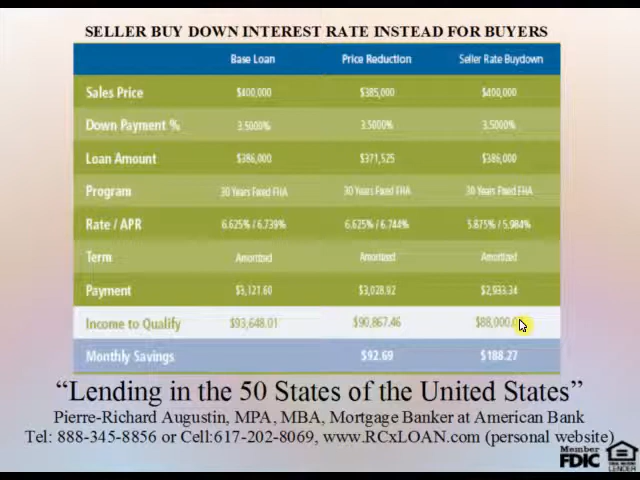 SELLER BUY DOWN INTEREST RATE INSTEAD FOR BUYERS
Base Loan Price Reduction Seller Rate Buydown
Sales Price $400,000 $385,000 $400,000
Down Payment % 3.5000% 3.5000% 3.5000%
Loan Amount $386,000 $371,525 $386,000
Program 30 Years Fixed FHA 30 Years Fixed FHA 30 Years Fixed FHA
Rate / APR 6.625% / 6.739% 6.625% / 6.744% 5.875% / 5.984%
Term Amortized Amortized Amortized
Payment $3,121.60 $3,028.92 $2,933.34
Income to Qualify $93,648.01 $90,867.46 $88,000.
Monthly Savings $92.69 $188.27
“Lending in the 50 States of the United States”
Pierre-Richard Augustin, MPA, MBA, Mortgage Banker at American Bank
Tel: 888-345-8856 or Cell:617-202-8069, www.RCxLOAN.com (personal website)
Member
FDIC